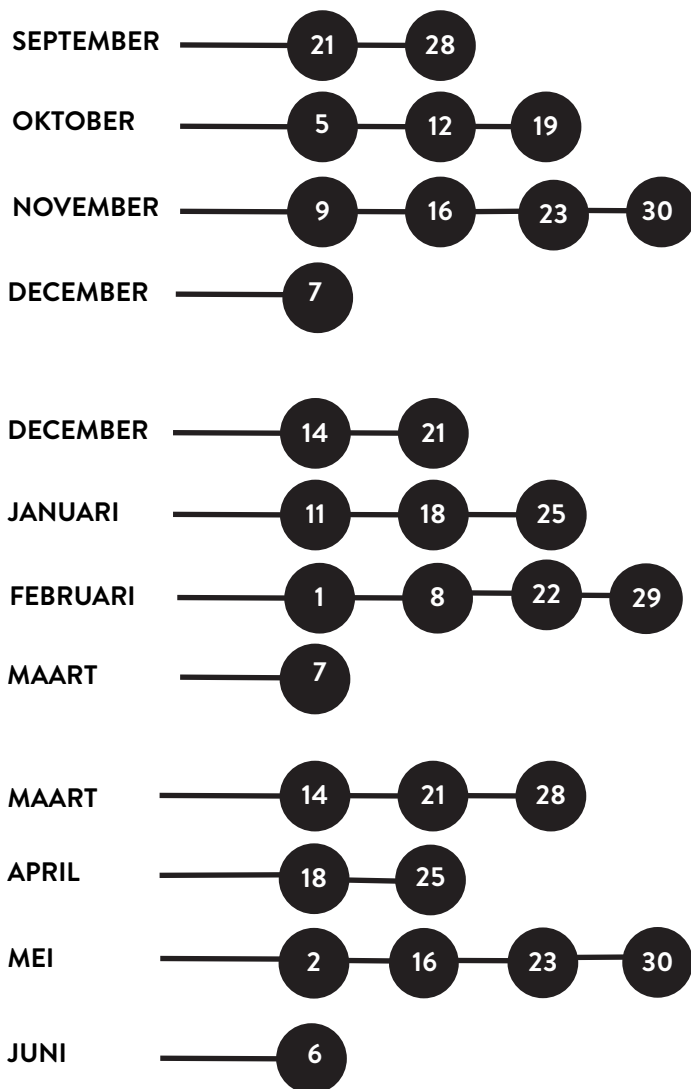 SEPTEMBER 21 28
OKTOBER 5 12 19
NOVEMBER 9 16 23 30
DECEMBER 7
DECEMBER 14 21
JANUARI 11 18 25
FEBRUARI 1 8 22 29
MAART 7
MAART 14 21 28
APRIL 18 25
MEI 2 16 23 30
JUNI 6